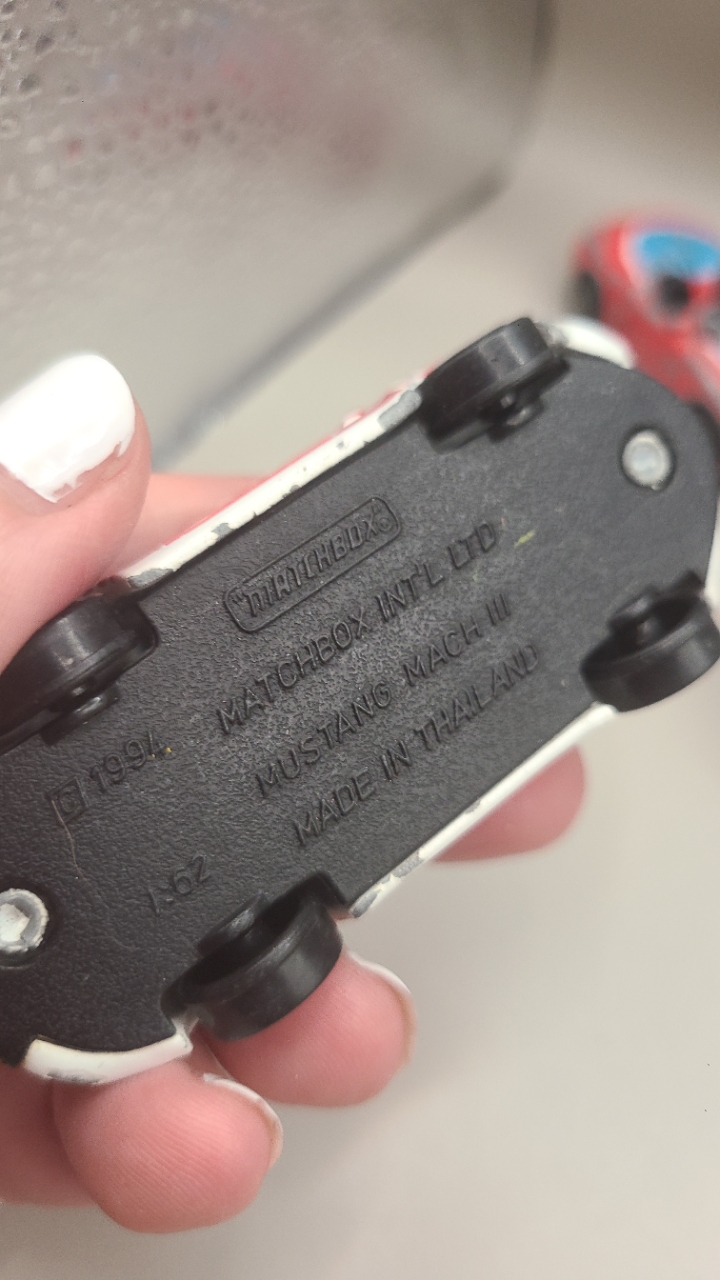 "MATCHBOX"®
MATCHBOX INT'L LTD
© 1994
MUSTANG MACH III
MADE IN THAILAND
1:62